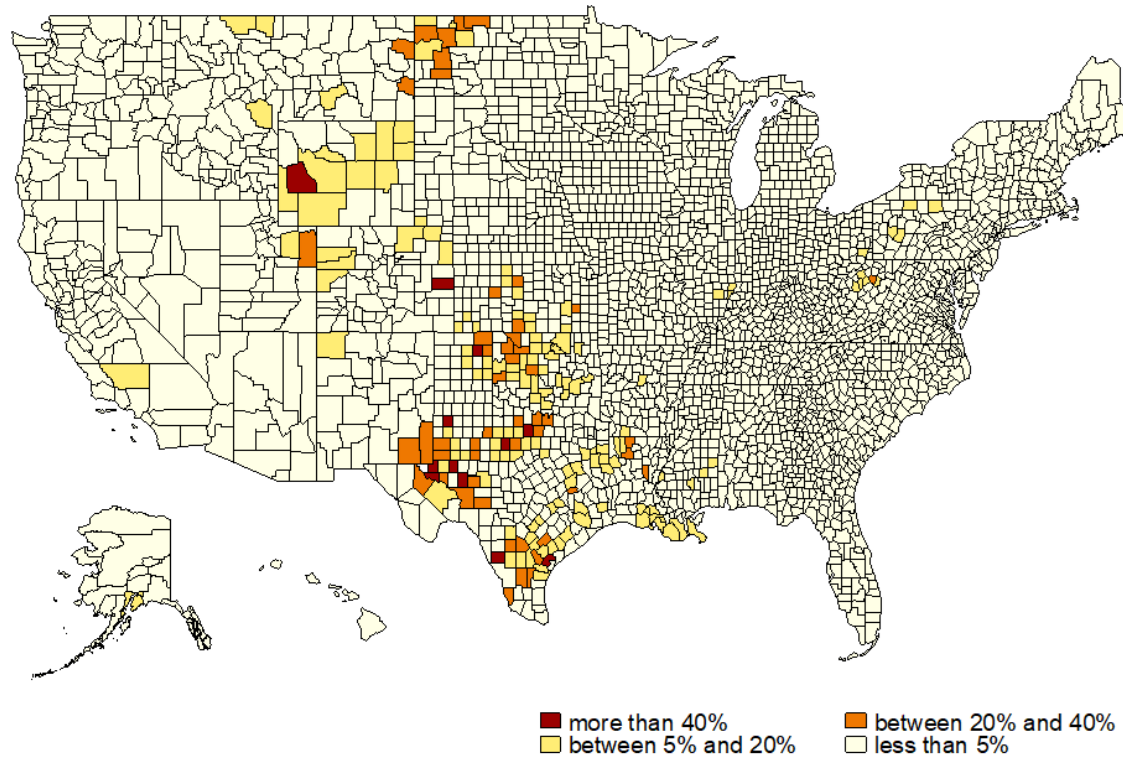 more than 40%
between 20% and 40%
between 5% and 20%
less than 5%